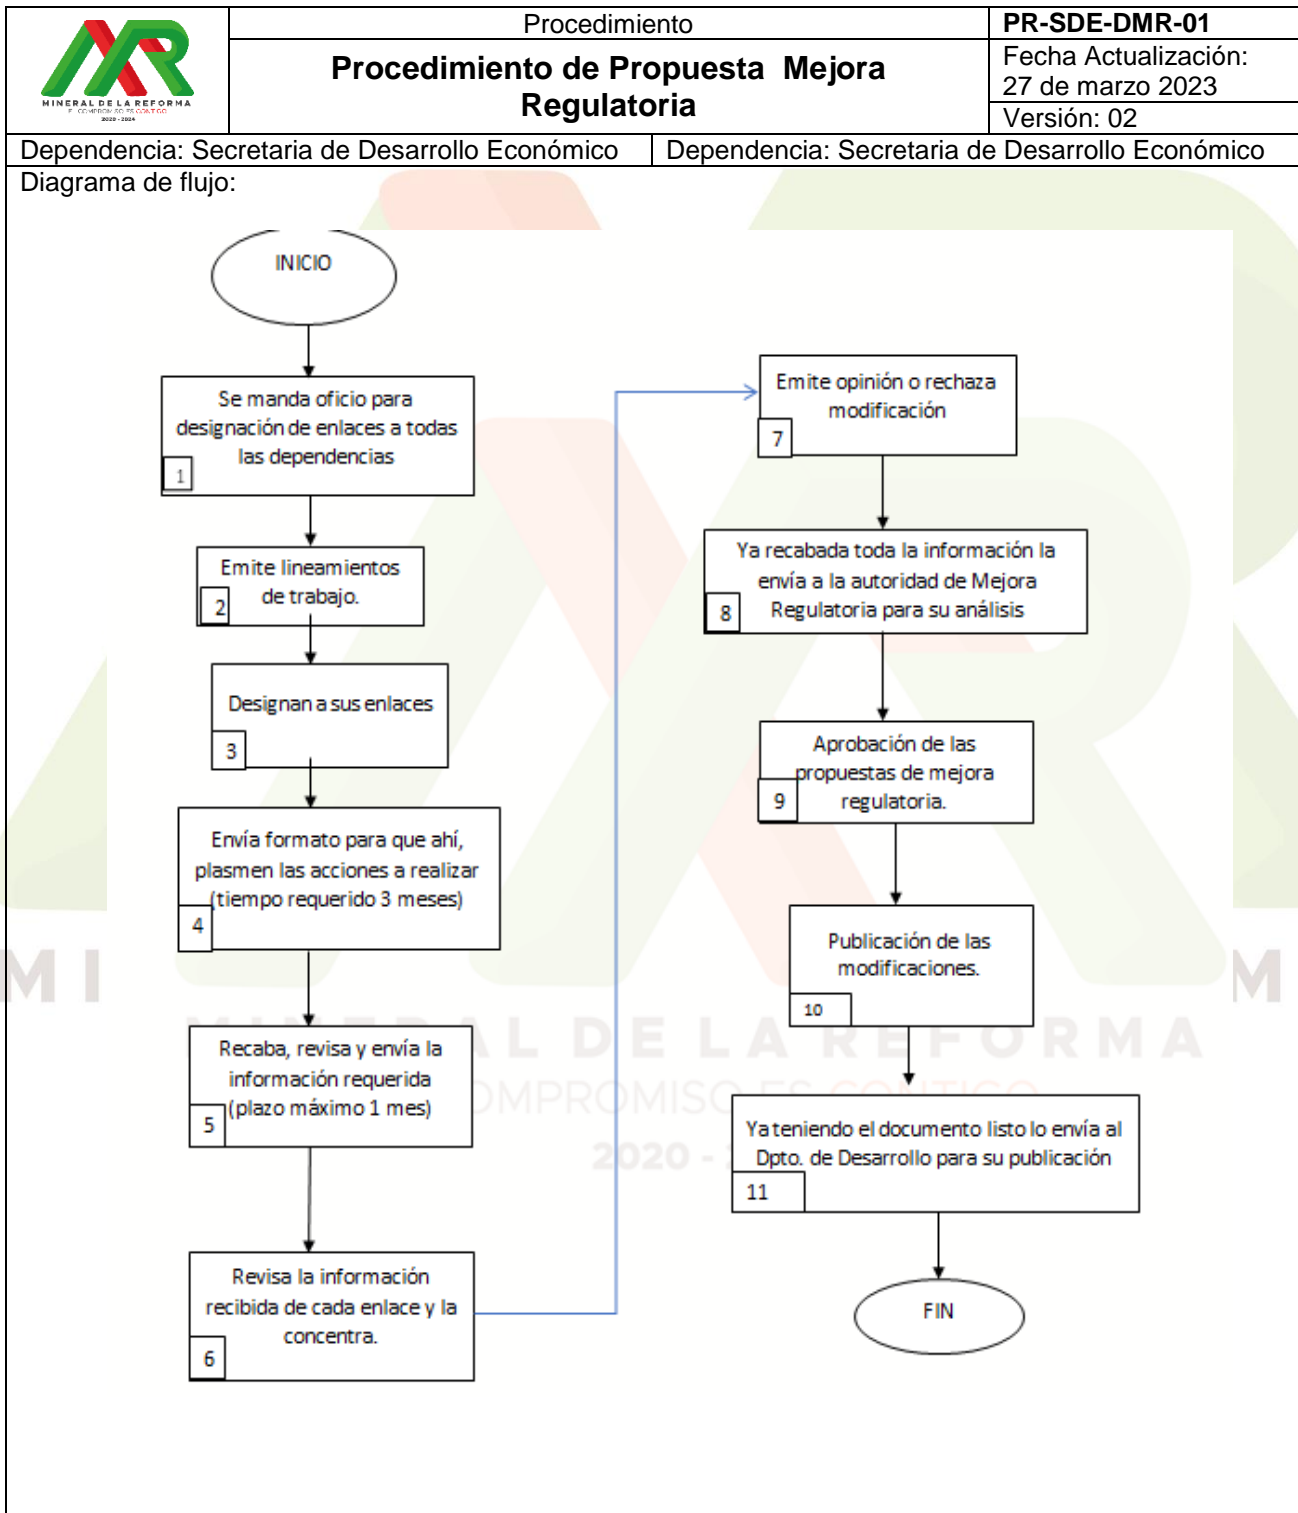 MINERAL DE LA REFORMA
EL COMPROMISO ES CONTIGO
2020 - 2024
Procedimiento
Procedimiento de Propuesta Mejora
Regulatoria
PR-SDE-DMR-01
Fecha Actualización:
27 de marzo 2023
Versión: 02
Dependencia: Secretaria de Desarrollo Económico
Dependencia: Secretaria de Desarrollo Económico
Diagrama de flujo:
INICIO
Se manda oficio para
designación de enlaces a todas
las dependencias
1
Emite lineamientos
de trabajo.
2
Designan a sus enlaces
3
Envía formato para que ahí,
plasmen las acciones a realizar
(tiempo requerido 3 meses)
4
Recaba, revisa y envía la
información requerida
(plazo máximo 1 mes)
5
Revisa la información
recibida de cada enlace y la
concentra.
6
Emite opinión o rechaza
modificación
7
Ya recabada toda la información la
envía a la autoridad de Mejora
Regulatoria para su análisis
8
Aprobación de las
propuestas de mejora
regulatoria.
9
Publicación de las
modificaciones.
10
Ya teniendo el documento listo lo envía al
Dpto. de Desarrollo para su publicación
11
FIN